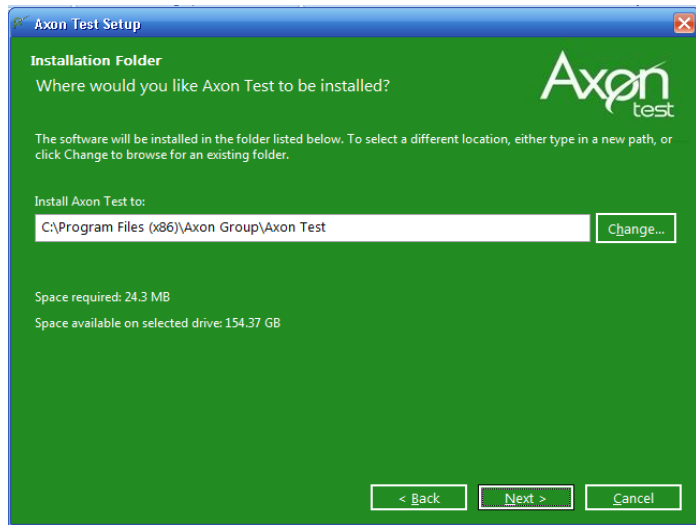 Axon Test Setup
Installation Folder
Where would you like Axon Test to be installed?
Axon
test
The software will be installed in the folder listed below. To select a different location, either type in a new path, or
click Change to browse for an existing folder.
Install Axon Test to:
C:\Program Files (x86)\Axon Group\Axon Test
Change...
Space required: 24.3 MB
Space available on selected drive: 154.37 GB
< Back
Next >
Cancel